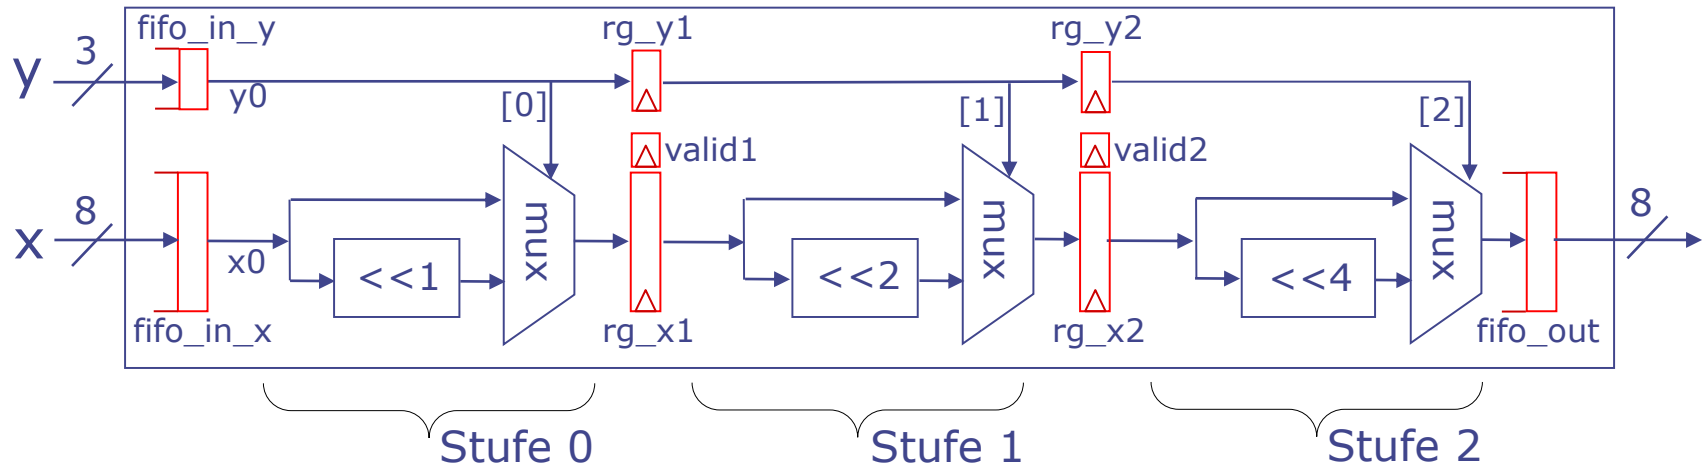 fifo_in_y
rg_y1
rg_y2
y
3
y0
[0]
[1]
[2]
valid1
valid2
x
8
x0
<<1
mux
<<2
mux
<<4
mux
8
fifo_in_x
rg_x1
rg_x2
fifo_out
Stufe 0
Stufe 1
Stufe 2